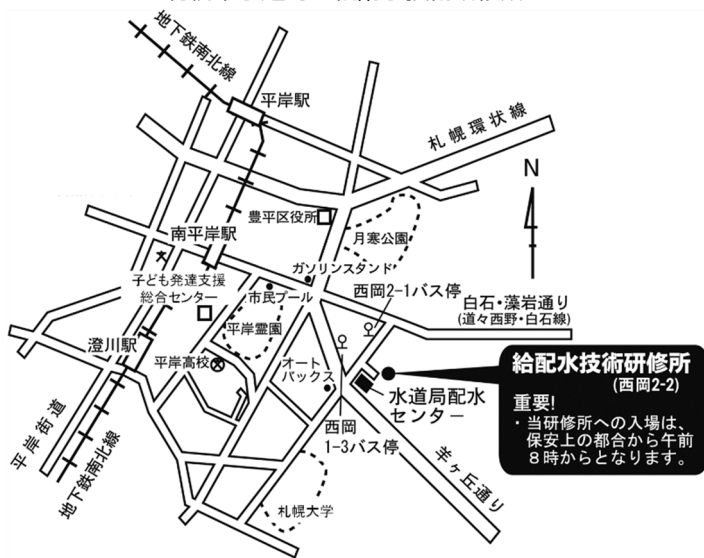 地下鉄南北線
平岸駅
札幌環状線
N
豊平区役所
月寒公園
南平岸駅
ガソリンスタンド
子ども発達支援
総合センター
市民プール
西岡2-1バス停
白石・藻岩通り
(道々西野・白石線)
平岸霊園
澄川駅
平岸高校
オート
バックス
給配水技術研修所
(西岡2-2)
重要!
・当研修所への入場は、
保安上の都合から午前
8時からとなります。
水道局配水
センター
西岡
1-3バス停
平岸街道
地下鉄南北線
羊ヶ丘通り
札幌大学